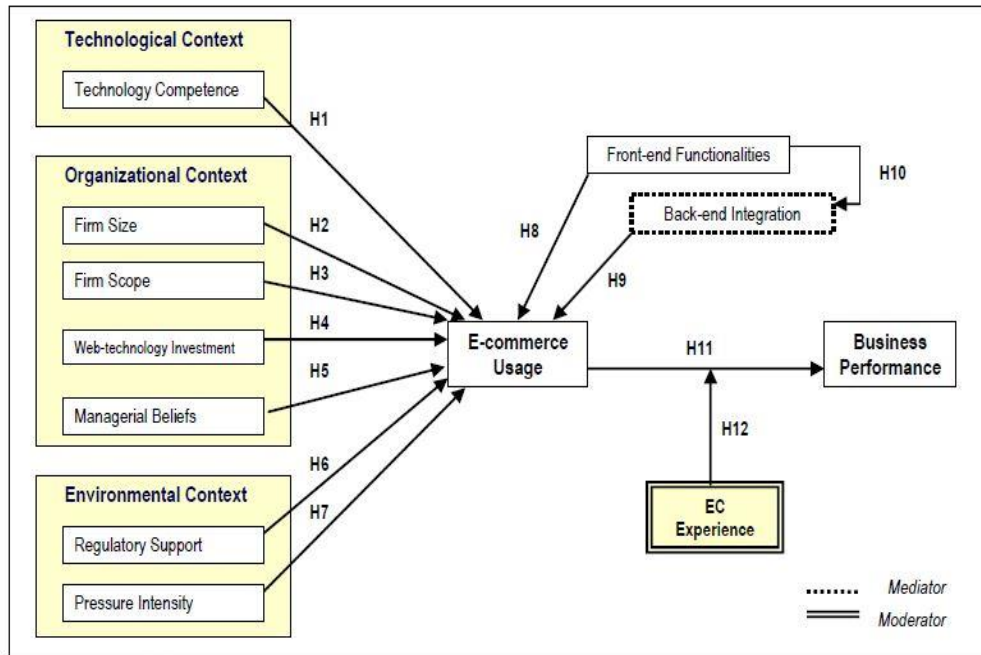 Technological Context
Technology Competence
H1
Organizational Context
Firm Size
H2
Firm Scope
H3
Web-technology Investment
H4
Managerial Beliefs
H5
Environmental Context
Regulatory Support
H6
Pressure Intensity
H7
Front-end Functionalities
H10
Back-end Integration
H8
H9
E-commerce
Usage
H11
Business
Performance
H12
EC
Experience
Mediator
Moderator